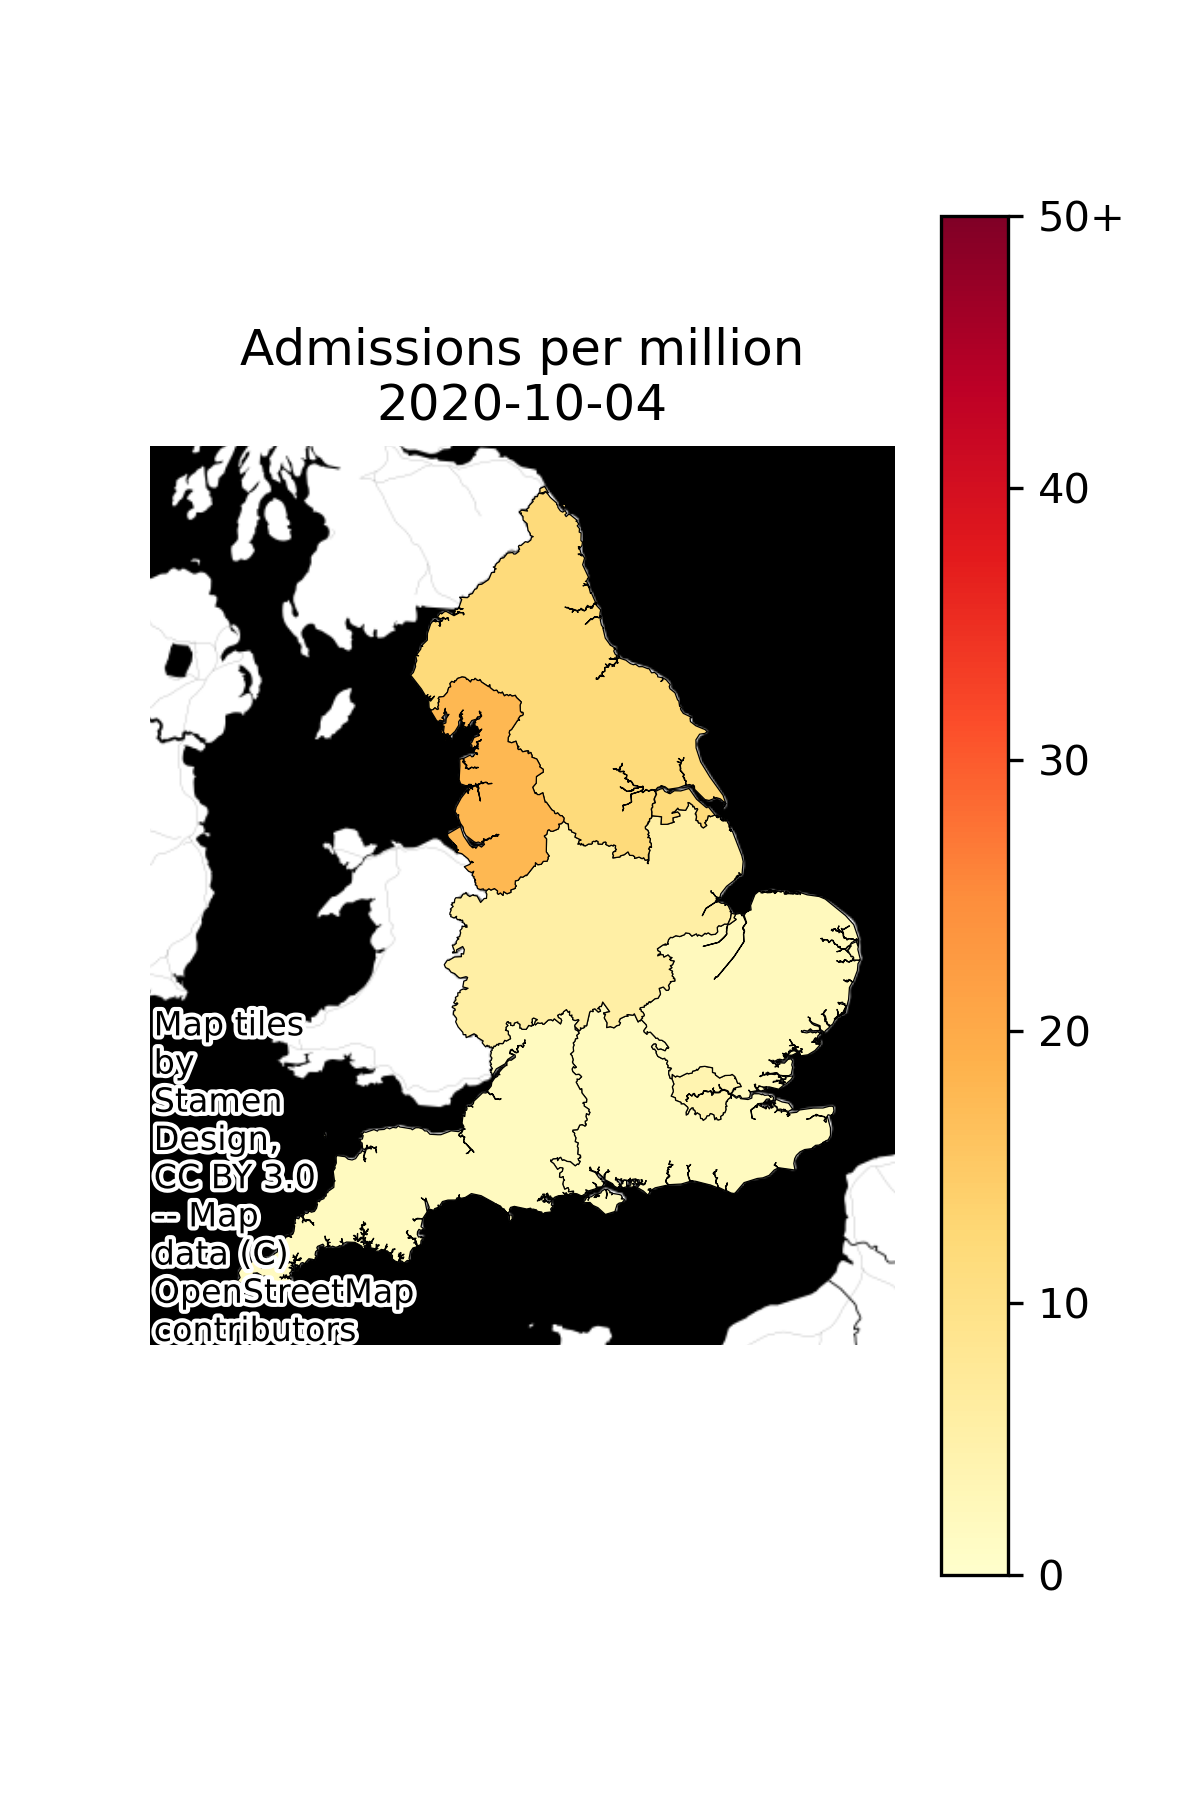 Admissions per million
2020-10-04
50+
40
30
20
10
0
Map tiles
by
Stamen
Design,
CC BY 3.0
-- Map
data (C)
OpenStreetMap
contributors